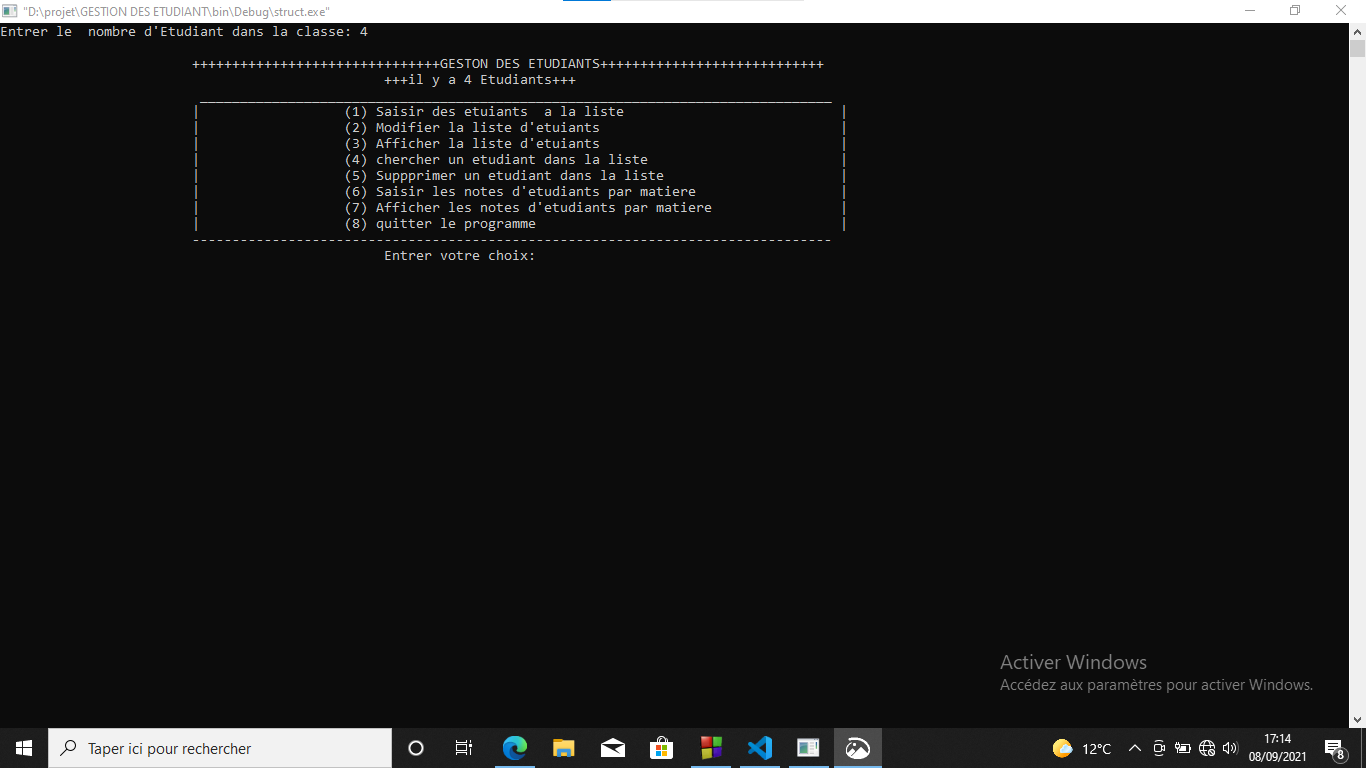 "D:\projet\GESTION DES ETUDIANT\bin\Debug\struct.exe"
Entrer le  nombre d'Etudiant dans la classe: 4
+++++++++++++++++++++++++++++++GESTON DES ETUDIANTS++++++++++++++++++++++++++++
+++il y a 4 Etudiants+++
_______________________________________________________________________________
| (1) Saisir des etuiants  a la liste |
| (2) Modifier la liste d'etuiants |
| (3) Afficher la liste d'etuiants |
| (4) chercher un etudiant dans la liste |
| (5) Suppprimer un etudiant dans la liste |
| (6) Saisir les notes d'etudiants par matiere |
| (7) Afficher les notes d'etudiants par matiere |
| (8) quitter le programme |
--------------------------------------------------------------------------------
Entrer votre choix:
Activer Windows
Accédez aux paramètres pour activer Windows.
Taper ici pour rechercher
12°C
17:14
08/09/2021
8